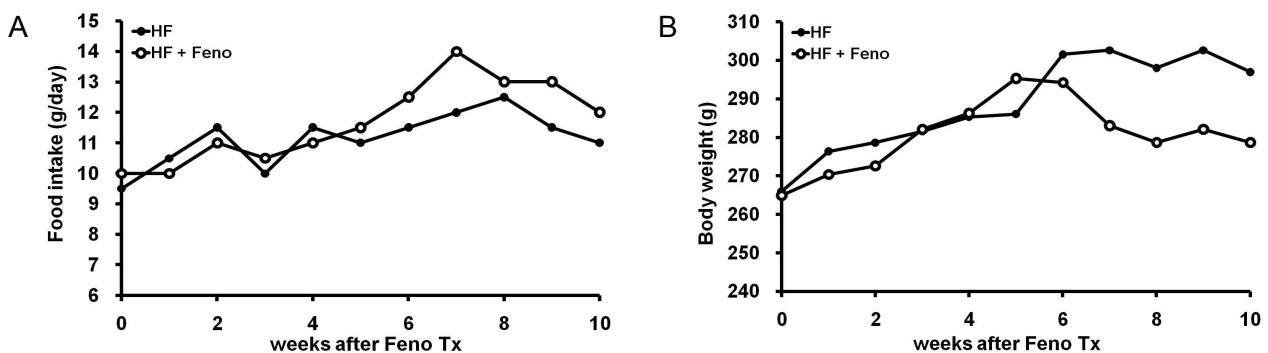 A
Food intake (g/day)
15
14
13
12
11
10
9
8
7
6
HF
HF + Feno
0 2 4 6 8 10
weeks after Feno Tx
B
Body weight (g)
310
300
290
280
270
260
250
240
HF
HF + Feno
0 2 4 6 8 10
weeks after Feno Tx